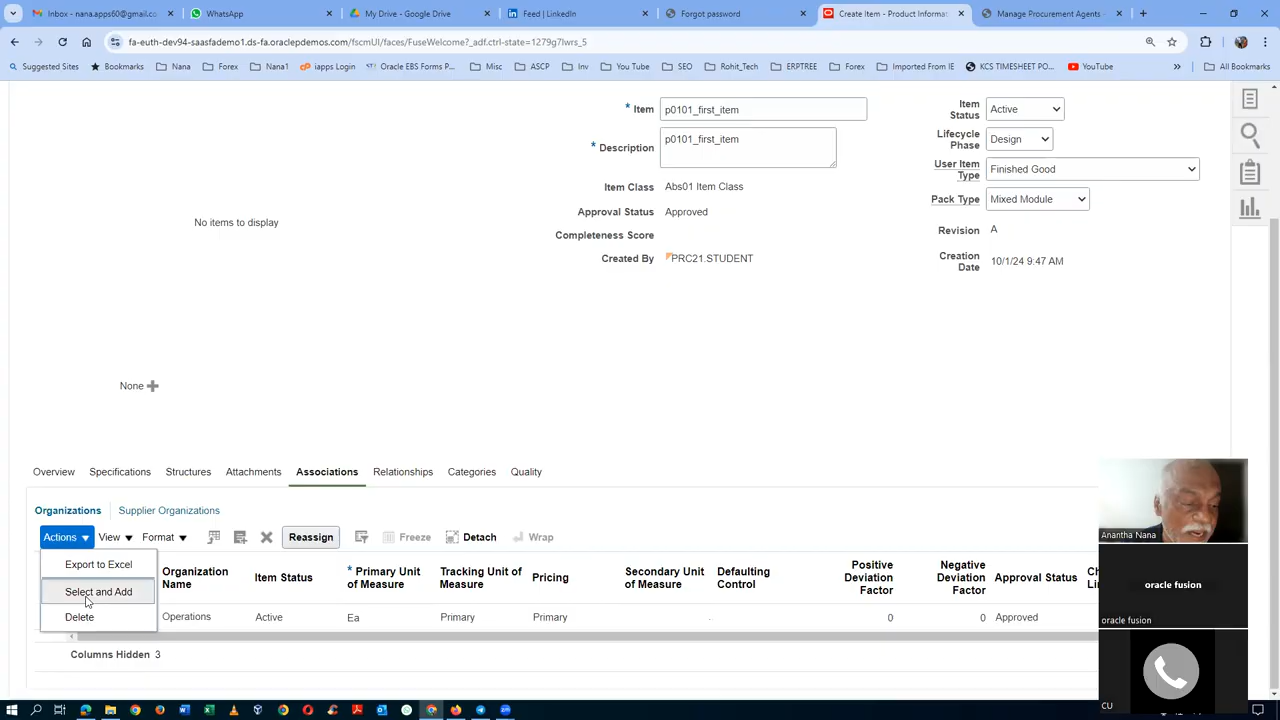 Inbox - nana.apps60@gmail.co
WhatsApp
My Drive - Google Drive
Feed | LinkedIn
Forgot password
Create Item - Product Informati
Manage Procurement Agents -
fa-euth-dev94-saasfademo1.ds-fa.oraclepdemos.com/fscmUI/faces/FuseWelcome?_adf.ctrl-state=1279g7lwrs_5
Suggested Sites
Bookmarks
Nana
Forex
Nana1
iapps Login
Oracle EBS Forms P...
Misc
ASCP
Inv
You Tube
SEO
Rohit_Tech
ERPTREE
Forex
Imported From IE
KCS TIMESHEET PO...
YouTube
All Bookmarks
* Item p0101_first_item
Item Status Active
* Description p0101_first_item
Lifecycle Phase Design
Item Class Abs01 Item Class
User Item Type Finished Good
Approval Status Approved
Pack Type Mixed Module
Completeness Score
Revision A
Created By PRC21.STUDENT
Creation Date 10/1/24 9:47 AM
No items to display
None
Overview Specifications Structures Attachments Associations Relationships Categories Quality
Organizations Supplier Organizations
Actions View Format Reassign Freeze Detach Wrap
Export to Excel
Select and Add
Delete
Organization Name
Item Status
* Primary Unit of Measure
Tracking Unit of Measure
Pricing
Secondary Unit of Measure
Defaulting Control
Positive Deviation Factor
Negative Deviation Factor
Approval Status
Operations Active Ea Primary Primary 0 0 Approved
Columns Hidden 3
Anantha Nana
oracle fusion
oracle fusion
CU